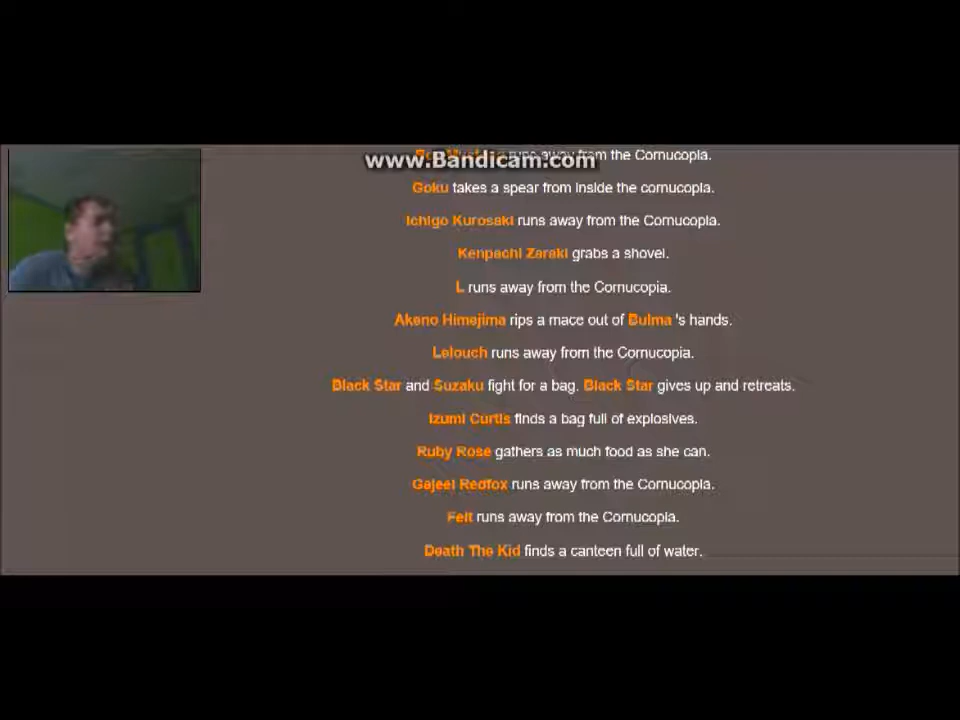 www.Bandicam.com
runs away from the Cornucopia.
Goku takes a spear from inside the cornucopia.
Ichigo Kurosaki runs away from the Cornucopia.
Kenpachi Zaraki grabs a shovel.
L runs away from the Cornucopia.
Akeno Himejima rips a mace out of Bulma 's hands.
Lelouch runs away from the Cornucopia.
Black Star and Suzaku fight for a bag. Black Star gives up and retreats.
Izumi Curtis finds a bag full of explosives.
Ruby Rose gathers as much food as she can.
Gajeel Redfox runs away from the Cornucopia.
Felt runs away from the Cornucopia.
Death The Kid finds a canteen full of water.